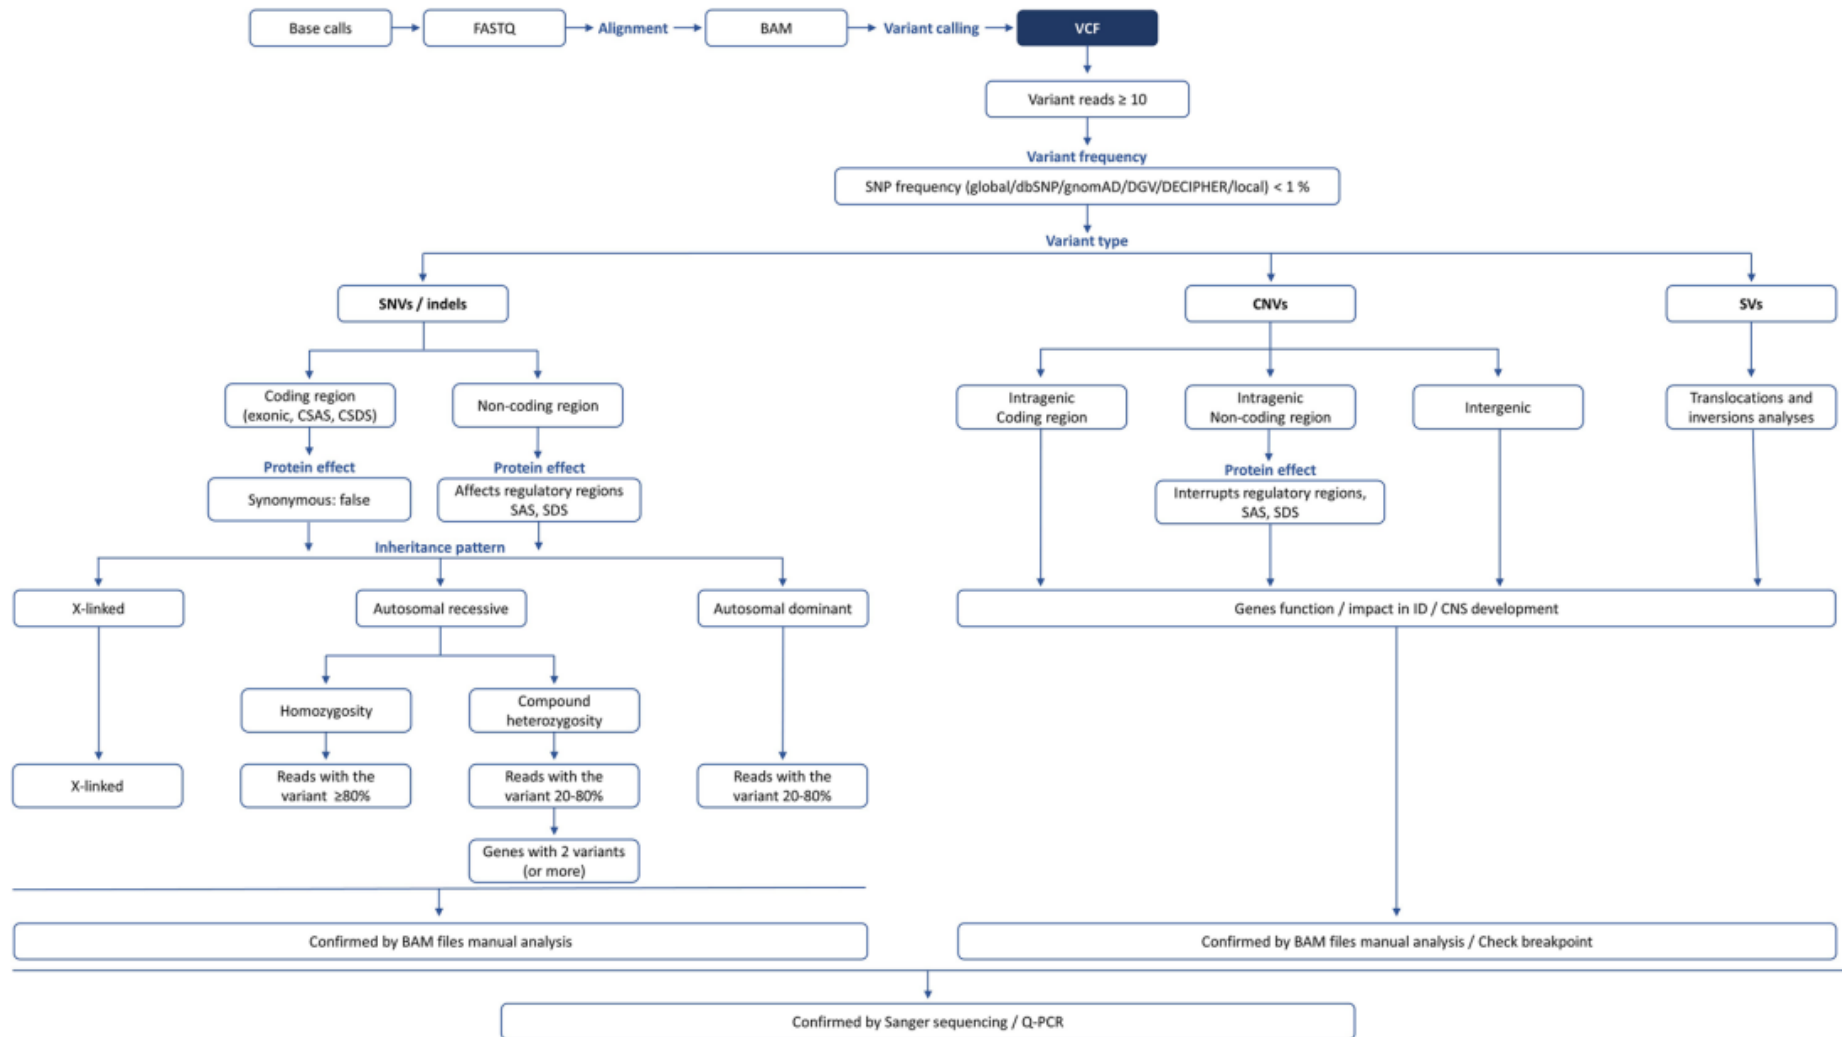 Base calls
FASTQ
Alignment
BAM
Variant calling
VCF
Variant reads ≥ 10
Variant frequency
SNP frequency (global/dbSNP/gnomAD/DGV/DECIPHER/local) < 1 %
Variant type
SNVs / indels
CNVs
SVs
Coding region
(exonic, CSAS, CSDS)
Non-coding region
Intragenic
Coding region
Intragenic
Non-coding region
Intergenic
Translocations and
inversions analyses
Protein effect
Protein effect
Protein effect
Synonymous: false
Affects regulatory regions
SAS, SDS
Interrupts regulatory regions,
SAS, SDS
Inheritance pattern
X-linked
Autosomal recessive
Autosomal dominant
Genes function / impact in ID / CNS development
Homozygosity
Compound
heterozygosity
X-linked
Reads with the
variant ≥80%
Reads with the
variant 20-80%
Reads with the
variant 20-80%
Genes with 2 variants
(or more)
Confirmed by BAM files manual analysis
Confirmed by BAM files manual analysis / Check breakpoint
Confirmed by Sanger sequencing / Q-PCR